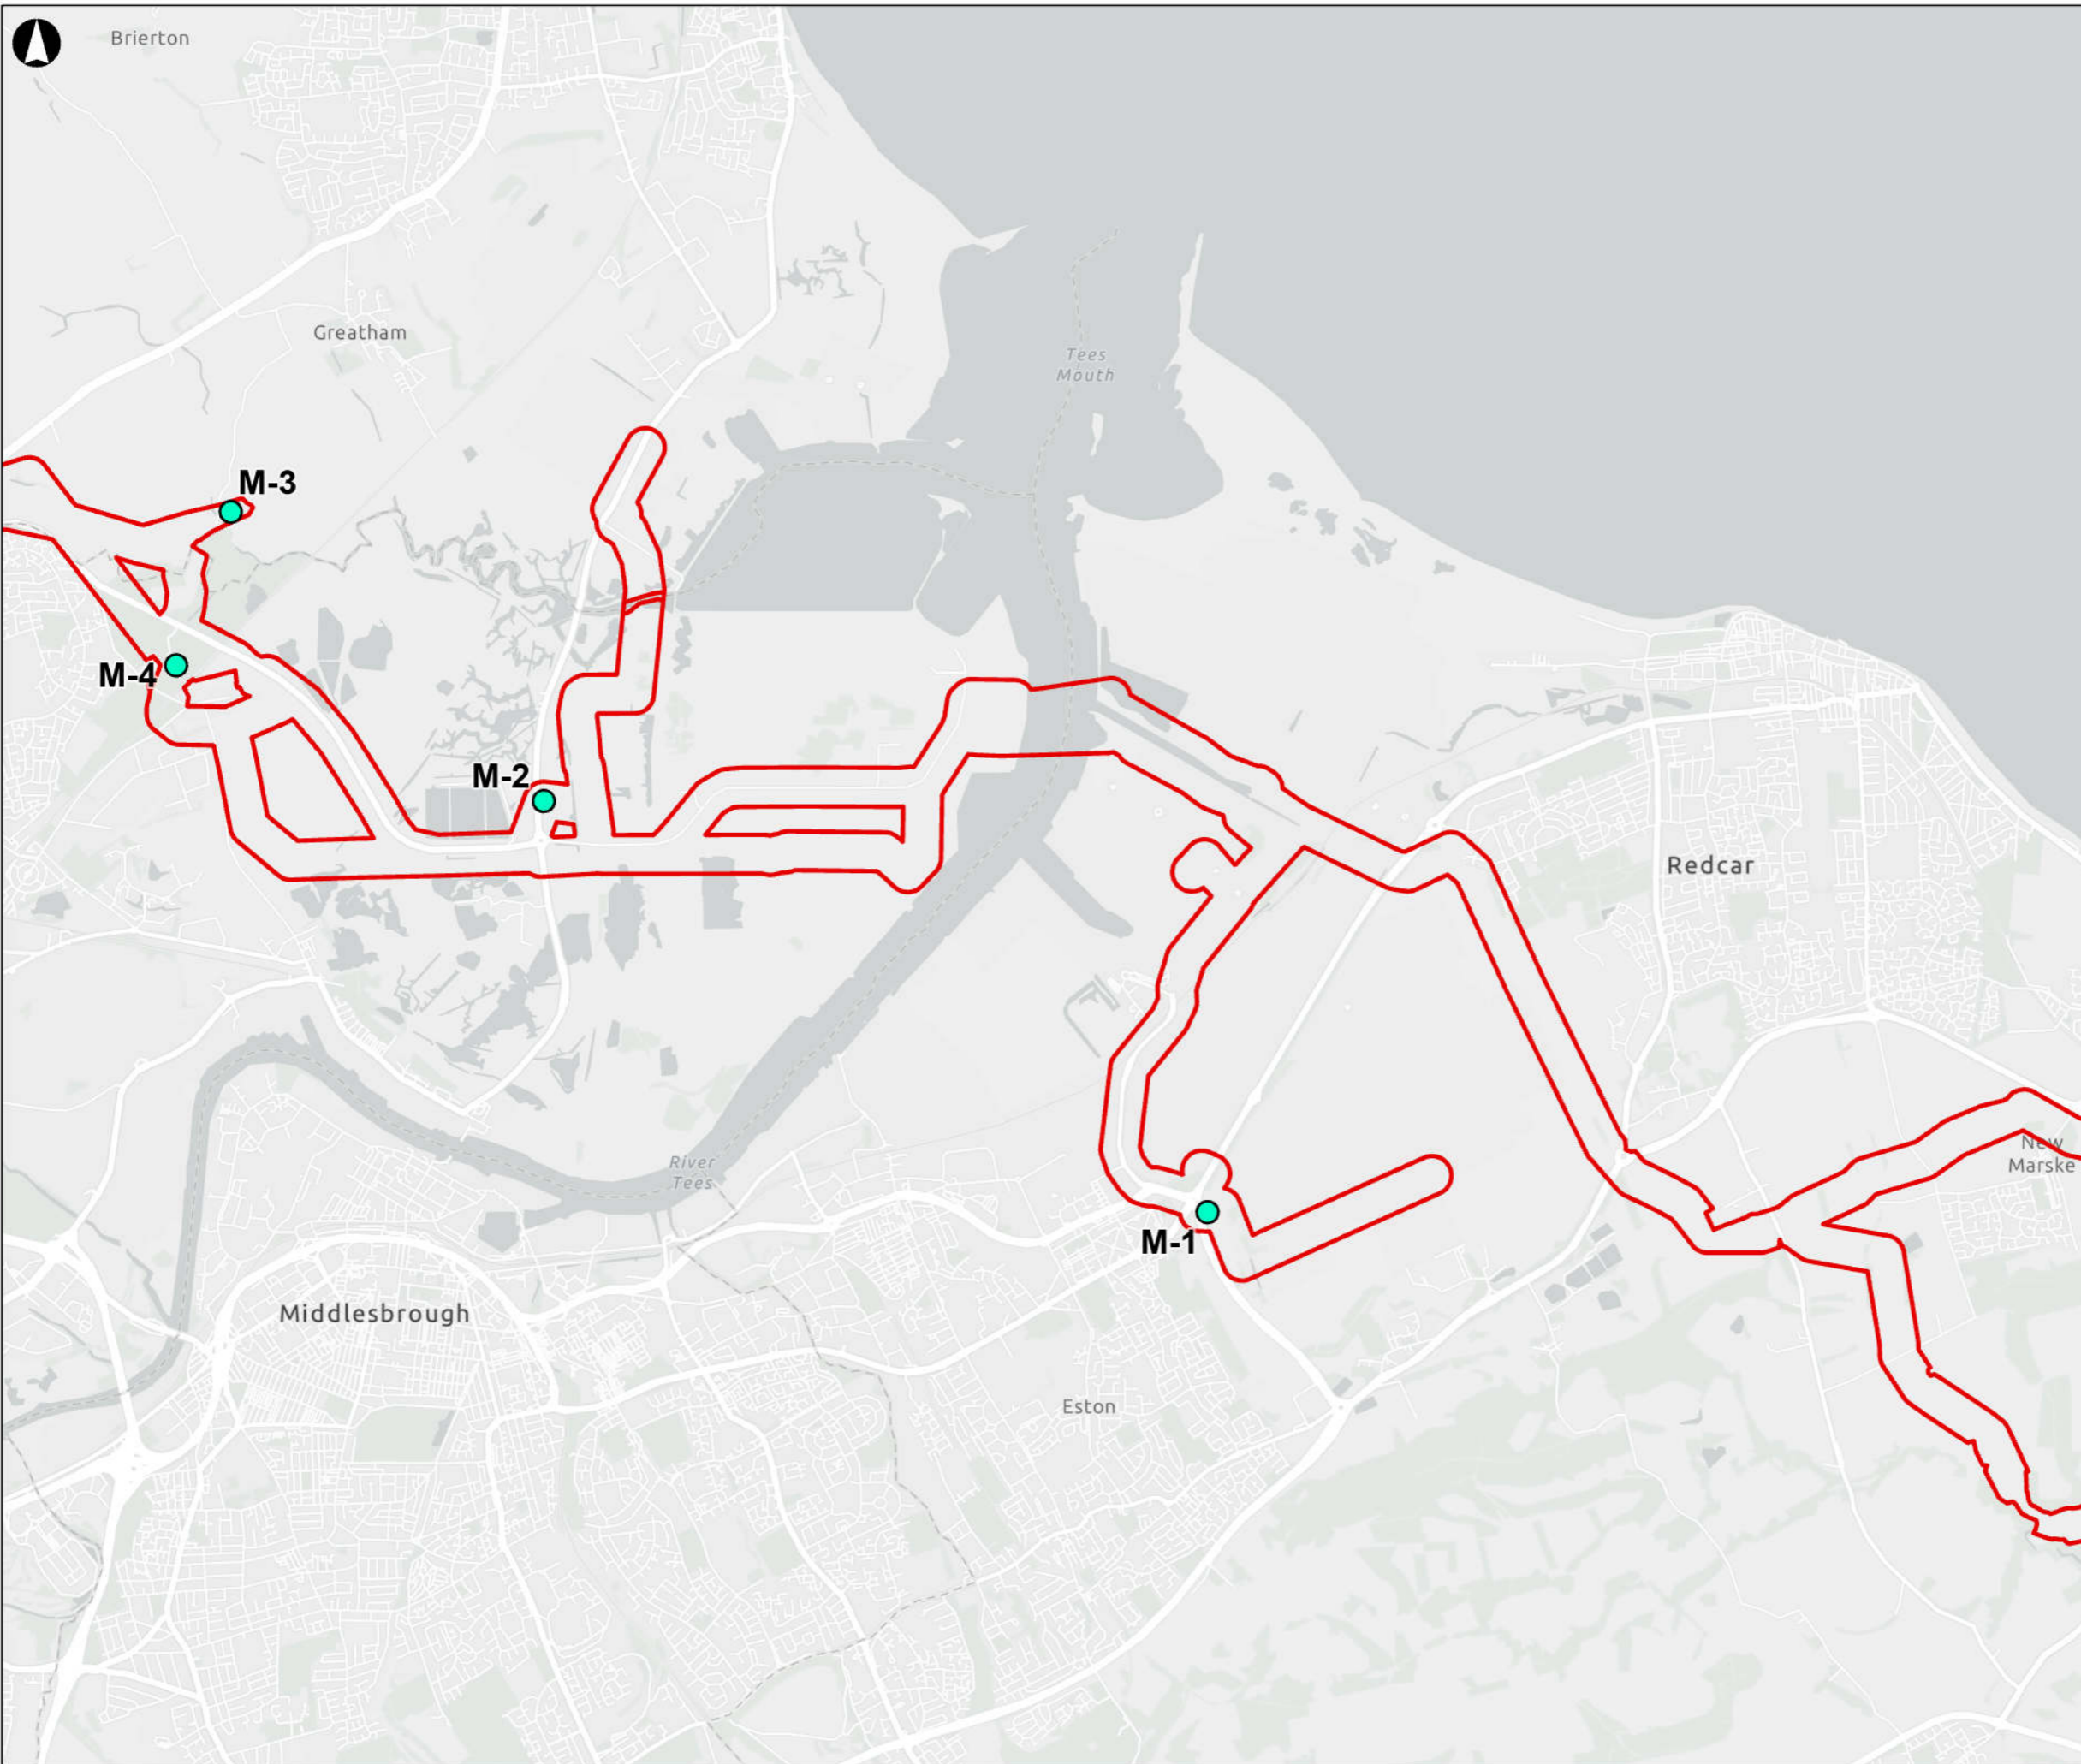 Brierton
Greatham
Tees
Mouth
M-3
M-4
M-2
Redcar
New
Marske
River
Tees
M-1
Middlesbrough
Eston